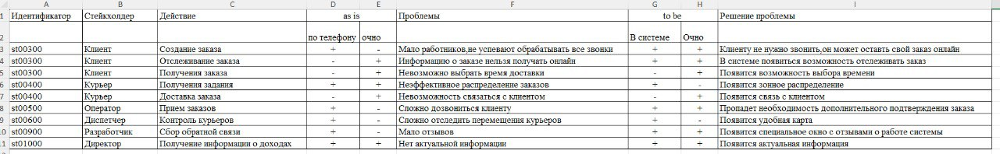 A B C D E F G H I
1 Идентификатор Стейкхолдер Действие as is Проблемы to be Решение проблемы
2 по телефону очно В системе Очно
3 st00300 Клиент Создание заказа + - Мало работников,не успевают обрабатывать все звонки + + Клиенту не нужно звонить,он может оставть свой заказ онлайн
4 st00300 Клиент Отслеживание заказа - + Информацию о заказе нельзя получать онлайн + + В системе появиться возможность отслеживать заказ
5 st00300 Клиент Получения заказа - + Невозможно выбрать время доставки - + Появится возможность выбора времени
6 st00400 Курьер Получения задания + + Неэффективное распределение заказов + - Появится зонное распределение
7 st00400 Курьер Доставка заказа - + Невозможность связаться с клиентом - + Появится связь с клиентом
8 st00500 Оператор Прием заказов + - Сложно дозвониться клиенту + + Пропадет необходимость дополнительного подтверждения заказа
9 st00600 Диспетчер Контроль курьеров + - Сложно отследить перемещения курьеров + - Появится удобная карта
.0 st00900 Разработчик Сбор обратной связи + - Мало отзывов + + Появится специальное окно с отзывами о работе системы
.1 st01000 Директор Получение информации о доходах + + Нет актуальной информации + + Появится актуальная информация